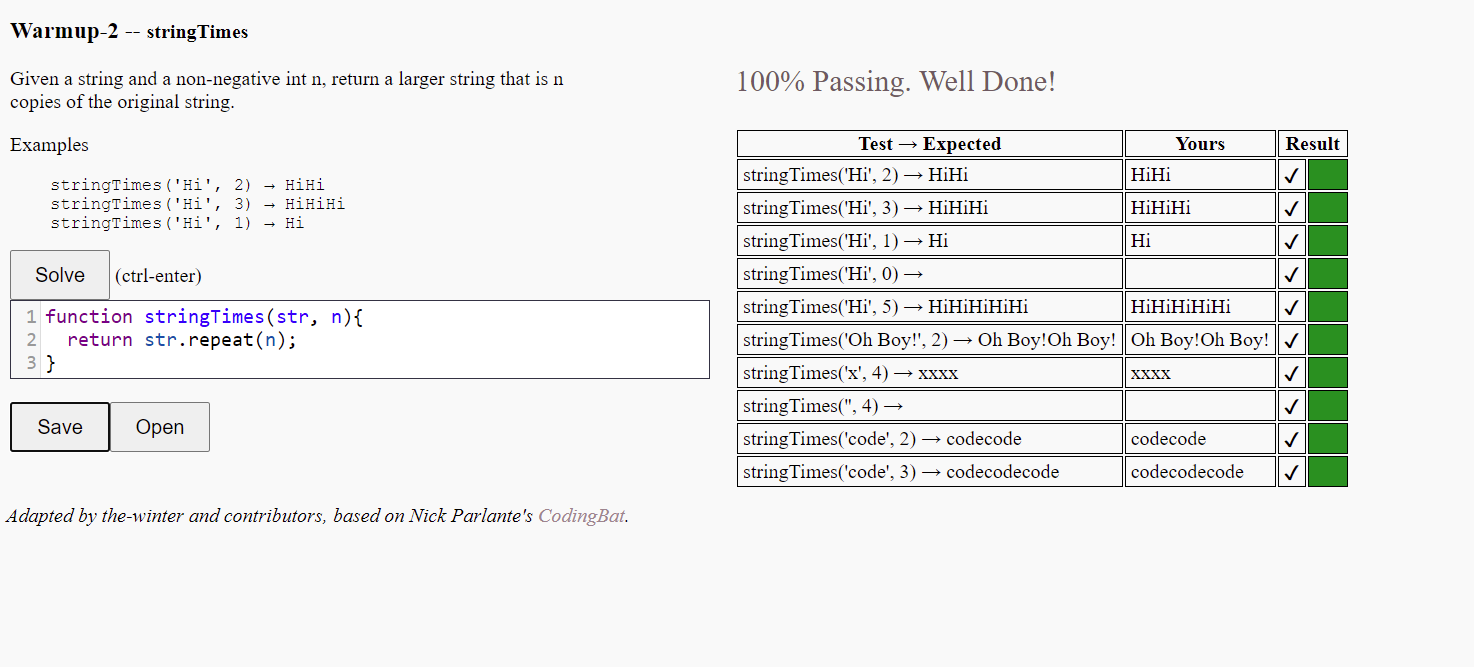 Warmup-2 -- stringTimes
Given a string and a non-negative int n, return a larger string that is n
copies of the original string.
Examples
stringTimes('Hi', 2) → HiHi
stringTimes('Hi', 3) → HiHiHi
stringTimes('Hi', 1) → Hi
Solve (ctrl-enter)
1 function stringTimes(str, n){
2 return str.repeat(n);
3 }
Save Open
100% Passing. Well Done!
Test → Expected Yours Result
stringTimes('Hi', 2) → HiHi HiHi ✓
stringTimes('Hi', 3) → HiHiHi HiHiHi ✓
stringTimes('Hi', 1) → Hi Hi ✓
stringTimes('Hi', 0) → ✓
stringTimes('Hi', 5) → HiHiHiHiHi HiHiHiHiHi ✓
stringTimes('Oh Boy!', 2) → Oh Boy!Oh Boy! Oh Boy!Oh Boy! ✓
stringTimes('x', 4) → xxxx xxxx ✓
stringTimes('', 4) → ✓
stringTimes('code', 2) → codecode codecode ✓
stringTimes('code', 3) → codecodecode codecodecode ✓
Adapted by the-winter and contributors, based on Nick Parlante's CodingBat.